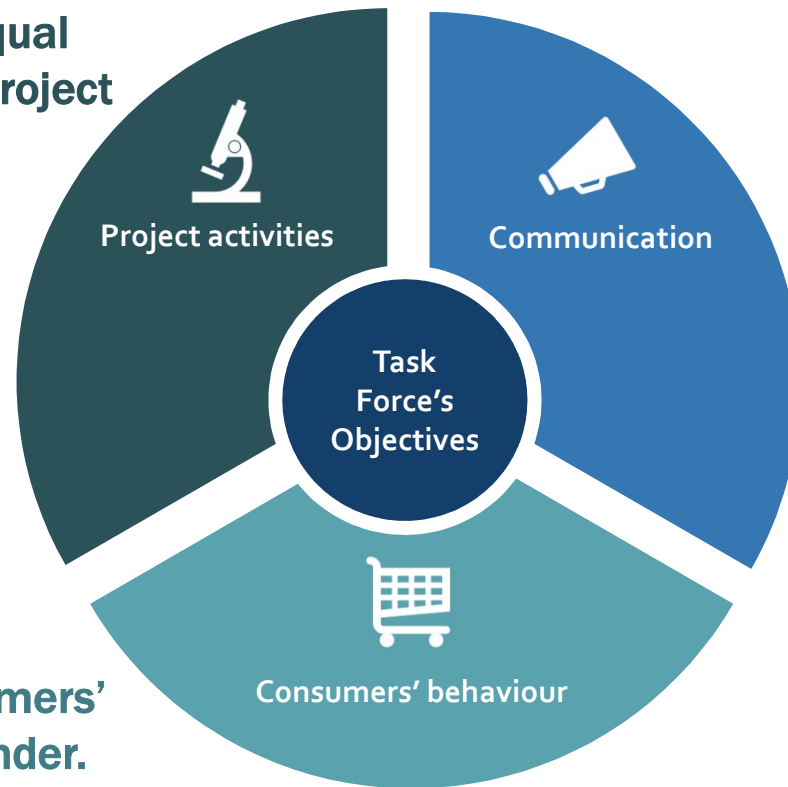 qual
roject
Project activities
Communication
Task
Force’s
Objectives
Consumers’ behaviour
mers’
nder.